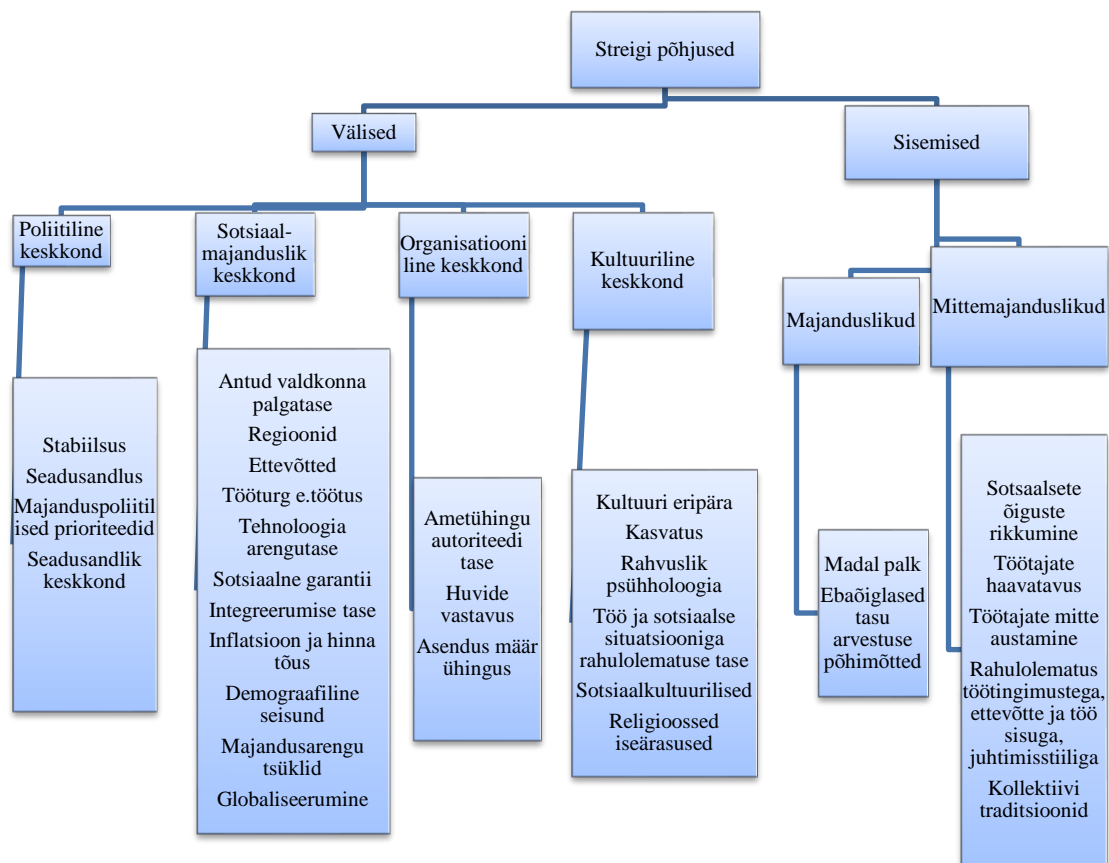 Streigi põhjused
Välised
Sisemised
Poliitiline
keskkond
Sotsiaal-
majanduslik
keskkond
Organisatiooni
line keskkond
Kultuuriline
keskkond
Majanduslikud
Mittemajanduslikud
Stabiilsus
Seadusandlus
Majanduspoliitil
ised prioriteedid
Seadusandlik
keskkond
Antud valdkonna
palgatase
Regioonid
Ettevõtted
Tööturg e.töötus
Tehnoloogia
arengutase
Sotsiaalne garantii
Integreerumise tase
Inflatsioon ja hinna
tõus
Demograafiline
seisund
Majandusarengu
tsüklid
Globaliseerumine
Ametühingu
autoriteedi
tase
Huvide
vastavus
Asendus määr
ühingus
Kultuuri eripära
Kasvatus
Rahvuslik
psühholoogia
Töö ja sotsiaalse
situatsiooniga
rahulolematuse tase
Sotsiaalkultuurilised
Religioossed
iseärasused
Madal palk
Ebaõiglased
tasu
arvestuse
põhimõtted
Sotsaalsete
õiguste
rikkumine
Töötajate
haavatavus
Töötajate mitte
austamine
Rahulolematus
töötingimustega,
ettevõtte ja töö
sisuga,
juhtimisstiiliga
Kollektiivi
traditsioonid